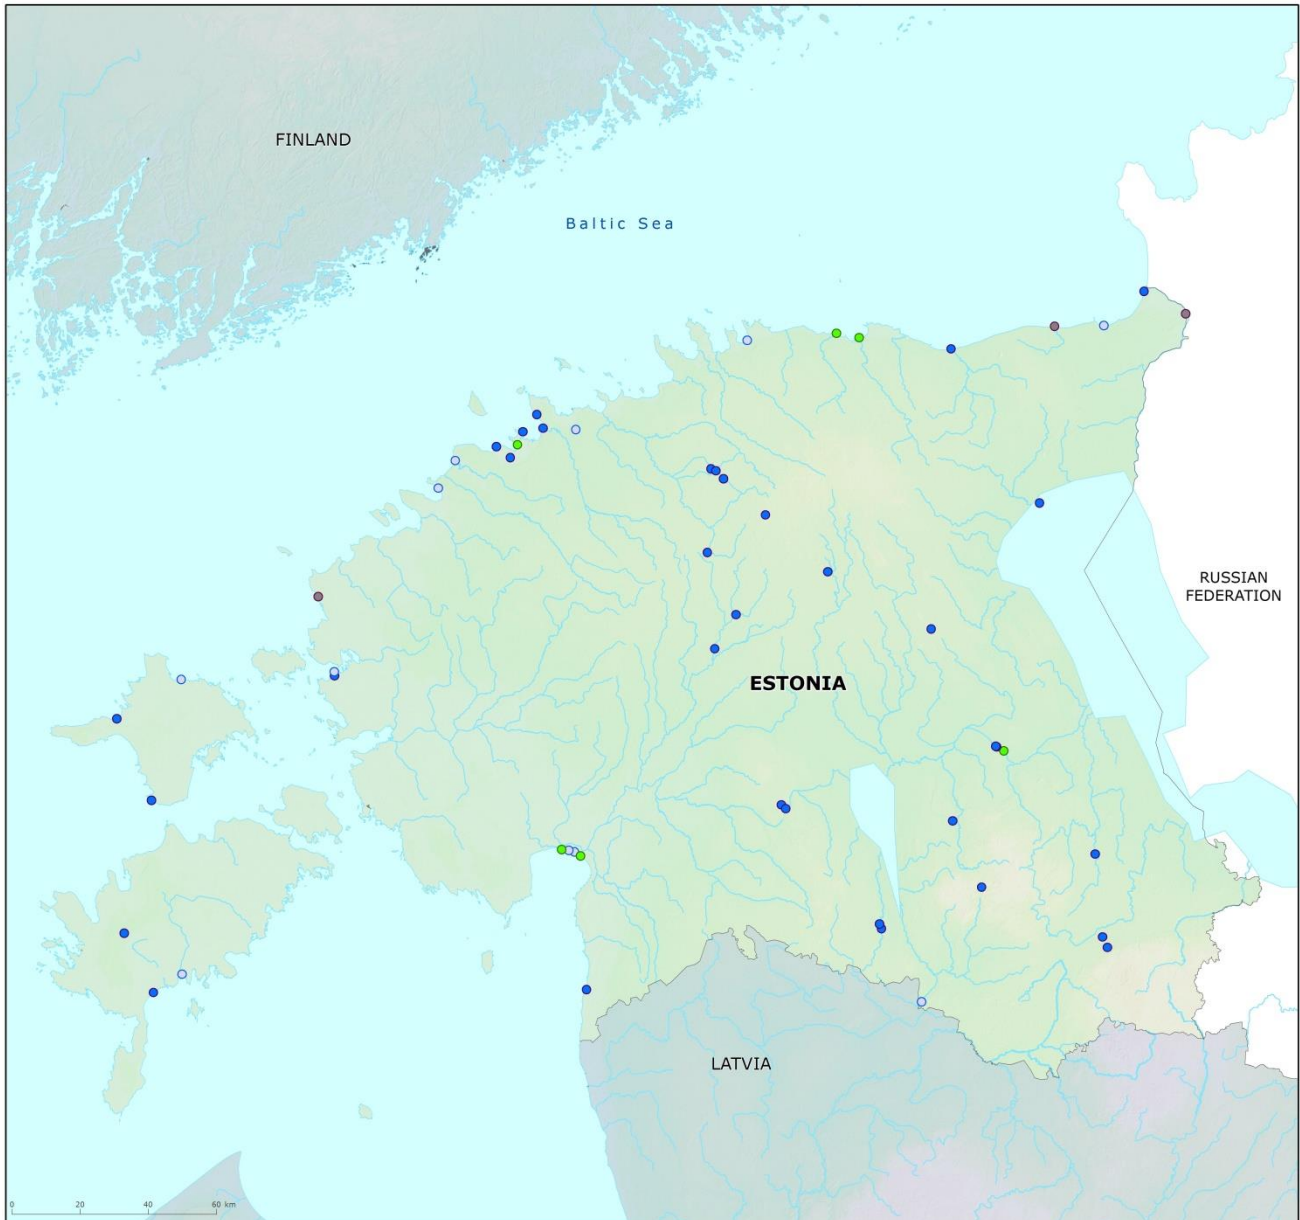 FINLAND
Baltic Sea
RUSSIAN
FEDERATION
ESTONIA
LATVIA
0 20 40 60 km